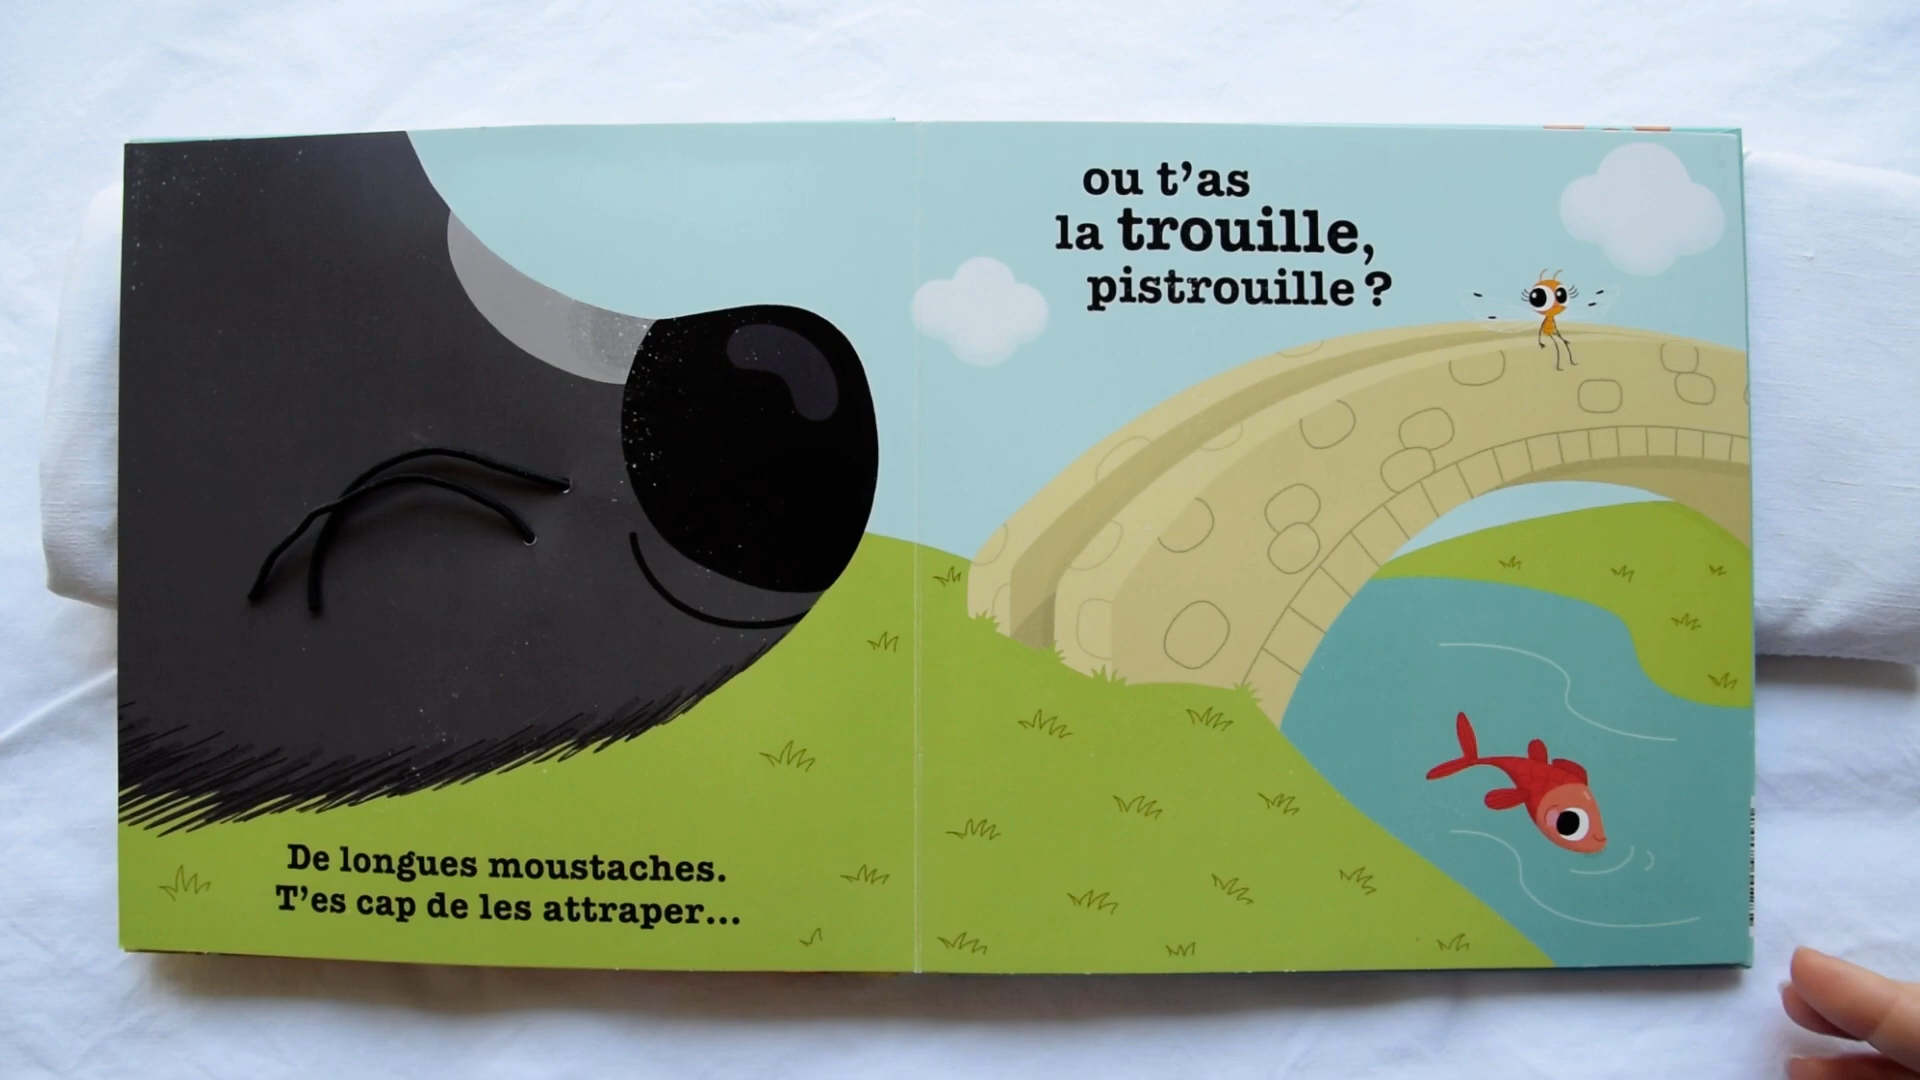 De longues moustaches.
T'es cap de les attraper...
ou t'as
la trouille,
pistrouille ?